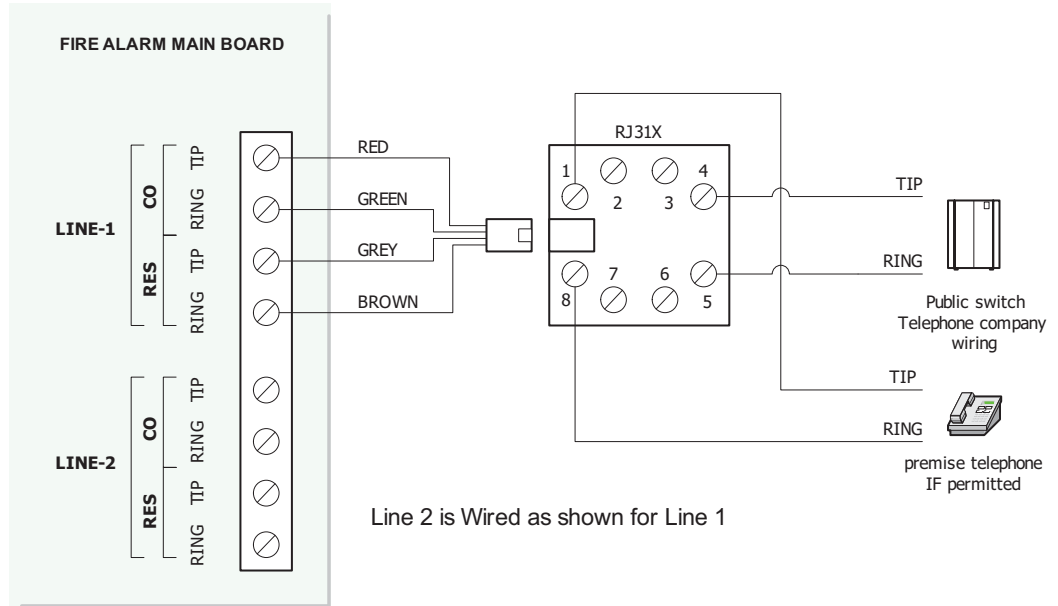 FIRE ALARM MAIN BOARD
LINE-1
CO
TIP
RING
RES
TIP
RING
RED
GREEN
GREY
BROWN
LINE-2
CO
TIP
RING
RES
TIP
RING
RJ31X
1
2
3
4
8
7
6
5
TIP
RING
Public switch
Telephone company
wiring
TIP
RING
premise telephone
IF permitted
Line 2 is Wired as shown for Line 1